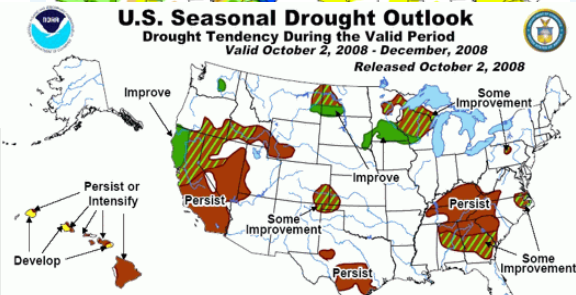 U.S. Seasonal Drought Outlook
Drought Tendency During the Valid Period
Valid October 2, 2008 - December, 2008
Released October 2, 2008
NOAA
Improve
Some
Improvement
Improve
Persist or
Intensify
Persist
Persist
Some
Improvement
Develop
Some
Improvement
Persist